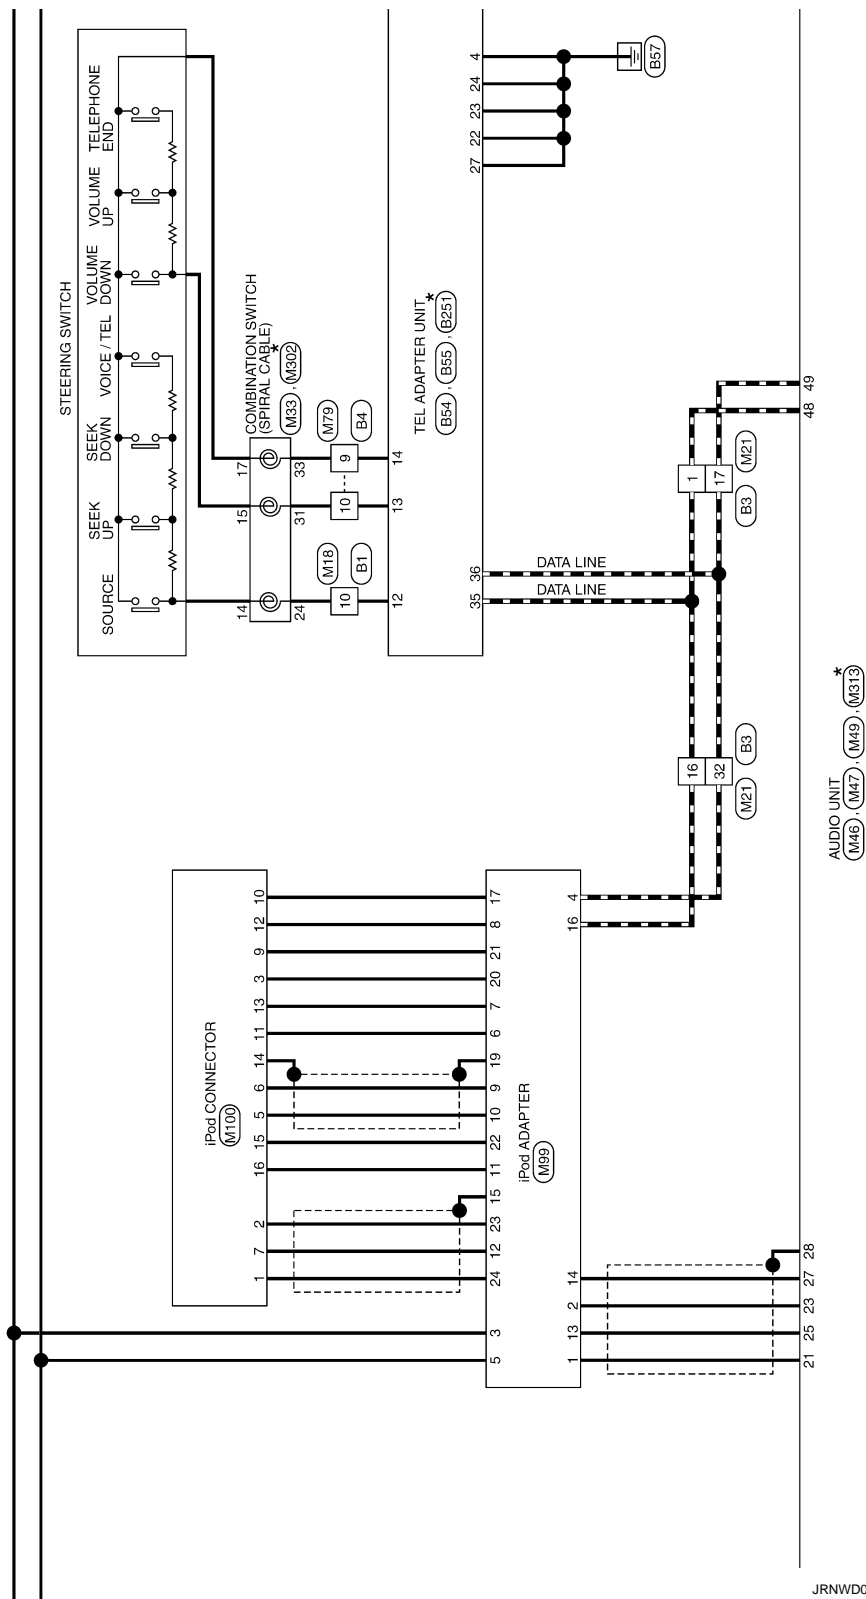 STEERING SWITCH
SOURCE
SEEK
UP
SEEK
DOWN
VOICE / TEL
VOLUME
DOWN
VOLUME
UP
TELEPHONE
END
14 15 17
COMBINATION SWITCH
(SPIRAL CABLE)
M33 , M302 *
24 31 33
M18 M79
10 10 9
B1 B4
12 13 14
TEL ADAPTER UNIT
B54 , B55 , B251 *
35 36 27 22 23 24 4
B57
DATA LINE
DATA LINE
M21 B3
16 1
32 17
B3 M21
48 49
iPod CONNECTOR
M100
1 7 2 16 15 5 6 14 11 13 3 9 12 10
5 3 24 12 23 15 11 22 10 9 19 6 7 20 21 8 17
iPod ADAPTER
M99
1 13 2 14 16 4
21 25 23 27 28
AUDIO UNIT
M46 , M47 , M49 , M313 *
JRNWD0